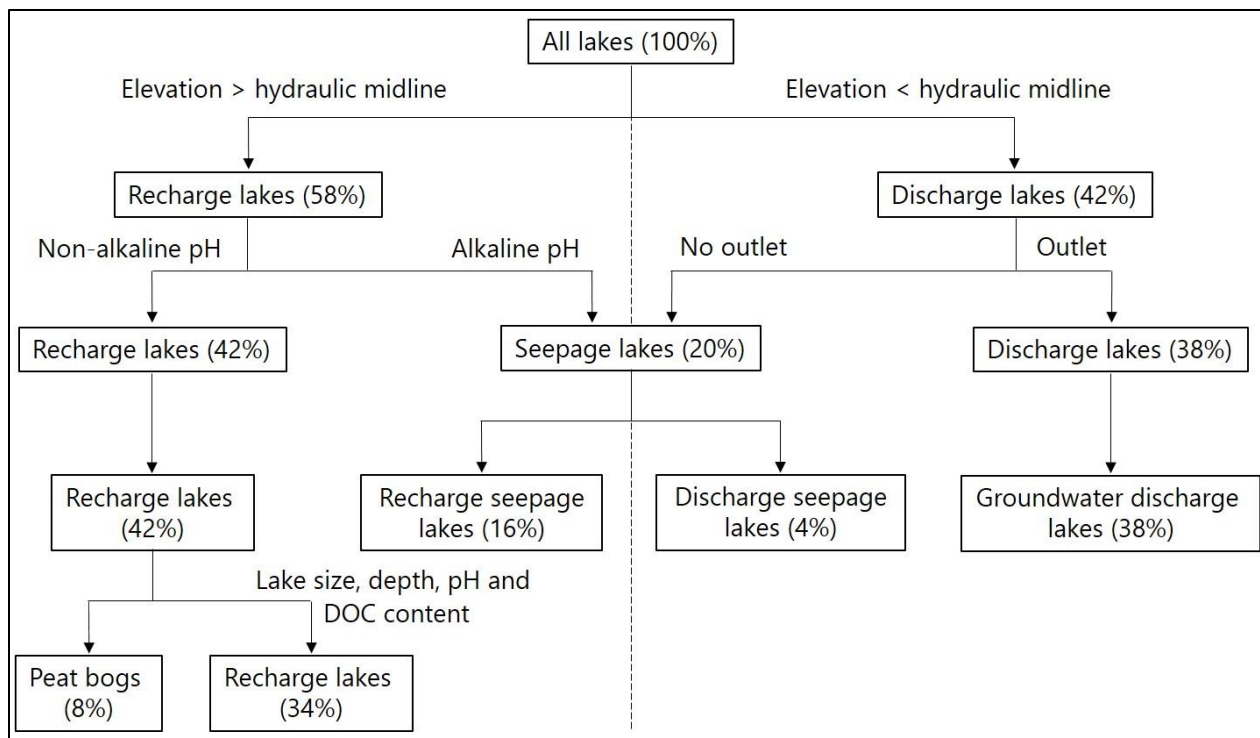 All lakes (100%)
Elevation > hydraulic midline
Elevation < hydraulic midline
Recharge lakes (58%)
Discharge lakes (42%)
Non-alkaline pH
Alkaline pH
No outlet
Outlet
Recharge lakes (42%)
Seepage lakes (20%)
Discharge lakes (38%)
Recharge lakes
(42%)
Recharge seepage
lakes (16%)
Discharge seepage
lakes (4%)
Groundwater discharge
lakes (38%)
Lake size, depth, pH and
DOC content
Peat bogs
(8%)
Recharge lakes
(34%)